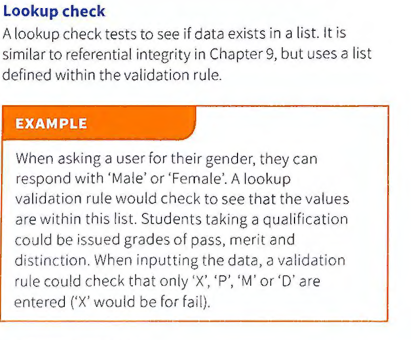 Lookup check
A lookup check tests to see if data exists in a list. It is
similar to referential integrity in Chapter 9, but uses a list
defined within the validation rule.
EXAMPLE
When asking a user for their gender, they can
respond with ‘Male’ or ‘Female’. A lookup
validation rule would check to see that the values
are within this list. Students taking a qualification
could be issued grades of pass, merit and
distinction. When inputting the data, a validation
rule could check that only ‘X’, ‘P’, ‘M’ or ‘D’ are
entered (‘X’ would be for fail).